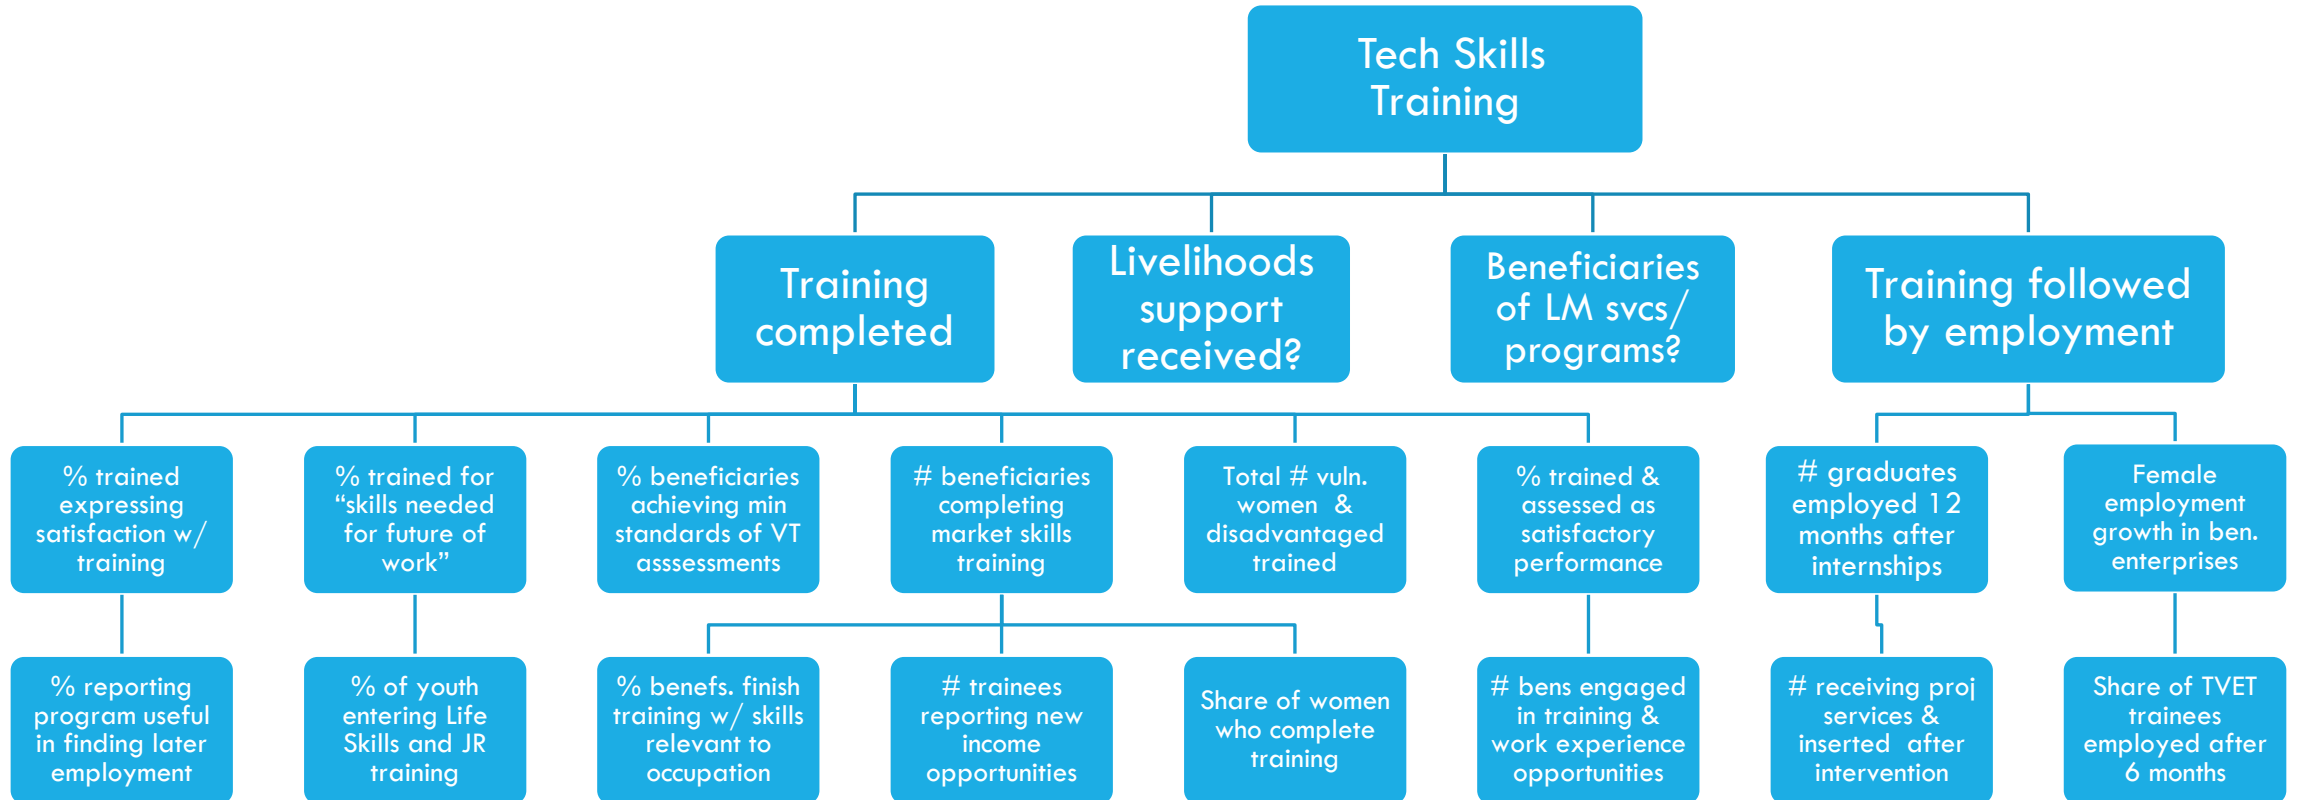 Tech Skills
Training
Training
completed
Livelihoods
support
received?
Beneficiaries
of LM svcs/
programs?
Training followed
by employment
% trained
expressing
satisfaction w/
training
% trained for
“skills needed
for future of
work”
% beneficiaries
achieving min
standards of VT
asssessments
# beneficiaries
completing
market skills
training
Total # vuln.
women & 
disadvantaged
trained
% trained &
assessed as
satisfactory
performance
# graduates
employed 12
months after
internships
Female
employment
growth in ben.
enterprises
% reporting
program useful
in finding later
employment
% of youth
entering Life
Skills and JR
training
% benefs. finish
training w/ skills
relevant to
occupation
# trainees
reporting new
income
opportunities
Share of women
who complete
training
# bens engaged
in training &
work experience
opportunities
# receiving proj
services &
inserted after
intervention
Share of TVET
trainees
employed after
6 months